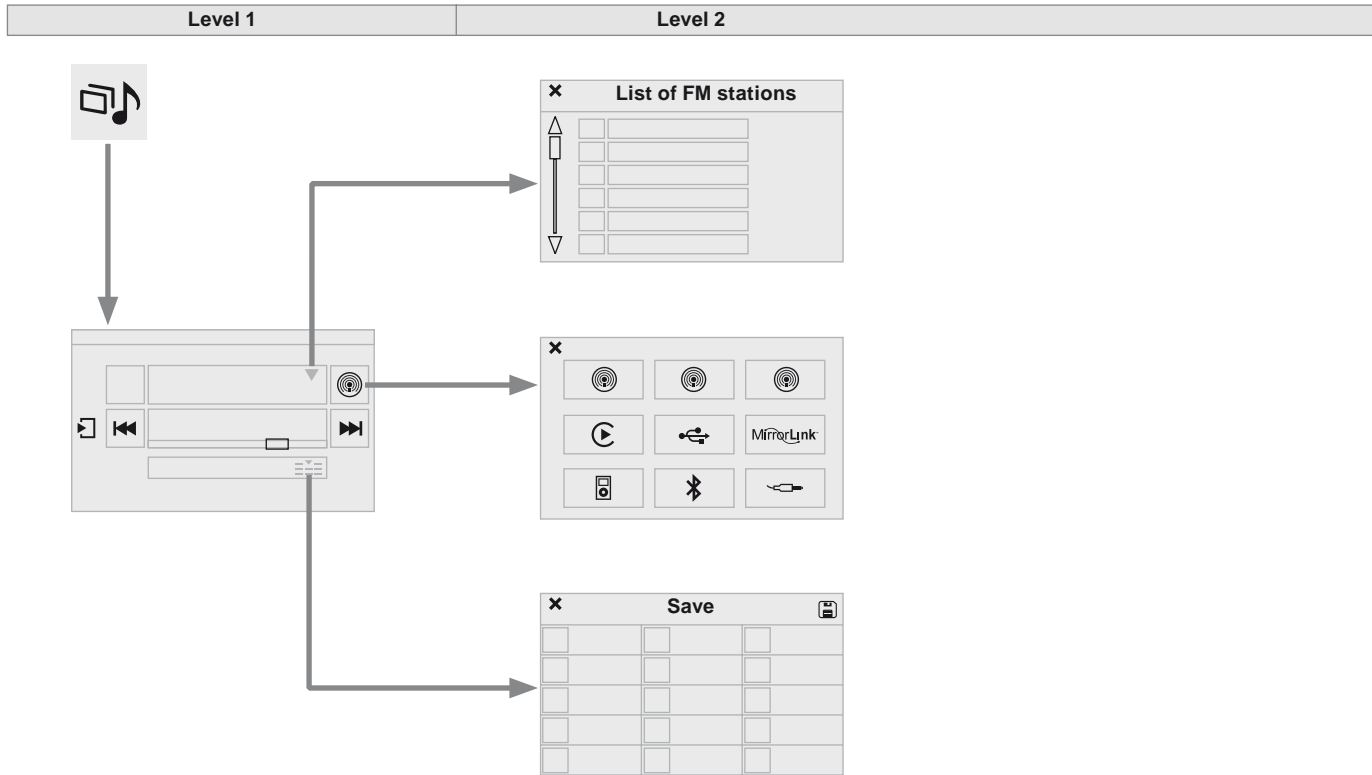 Level 1
Level 2
List of FM stations
MirrorLink
Save